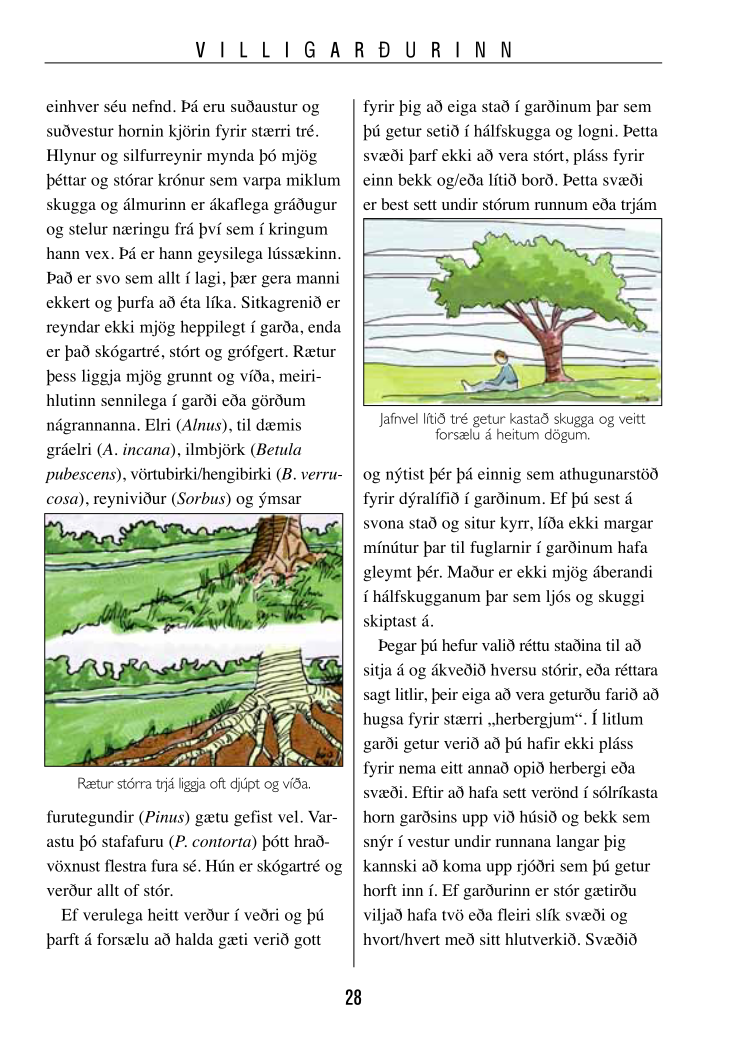 VILLIGARÐURINN
einhver séu nefnd. Þá eru suðaustur og
suðvestur hornin kjörin fyrir stærri tré.
Hlynur og silfurreynir mynda þó mjög
þéttar og stórar krónur sem varpa miklum
skugga og álmurinn er ákaflega gráðugur
og stelur næringu frá því sem í kringum
hann vex. Þá er hann geysilega lússækinn.
Það er svo sem allt í lagi, þær gera manni
ekkert og þurfa að éta líka. Sitkagrenið er
reyndar ekki mjög heppilegt í garða, enda
er það skógartré, stórt og grófgert. Rætur
þess liggja mjög grunnt og víða, meiri-
hlutinn sennilega í garði eða görðum
nágrannanna. Elri (Alnus), til dæmis
gráelri (A. incana), ilmbjörk (Betula
pubescens), vörtubirki/hengibirki (B. verru-
cosa), reyniviður (Sorbus) og ýmsar
Rætur stórra trjá liggja oft djúpt og víða.
furutegundir (Pinus) gætu gefist vel. Var-
astu þó stafafuru (P. contorta) þótt hrað-
vöxnust flestra fura sé. Hún er skógartré og
verður allt of stór.
Ef verulega heitt verður í veðri og þú
þarft á forsælu að halda gæti verið gott
fyrir þig að eiga stað í garðinum þar sem
þú getur setið í hálfskugga og logni. Þetta
svæði þarf ekki að vera stórt, pláss fyrir
einn bekk og/eða lítið borð. Þetta svæði
er best sett undir stórum runnum eða trjám
Jafnvel lítið tré getur kastað skugga og veitt
forsælu á heitum dögum.
og nýtist þér þá einnig sem athugunarstöð
fyrir dýralífið í garðinum. Ef þú sest á
svona stað og situr kyrr, líða ekki margar
mínútur þar til fuglarnir í garðinum hafa
gleymt þér. Maður er ekki mjög áberandi
í hálfskugganum þar sem ljós og skuggi
skiptast á.
Þegar þú hefur valið réttu staðina til að
sitja á og ákveðið hversu stórir, eða réttara
sagt litlir, þeir eiga að vera geturðu farið að
hugsa fyrir stærri „herbergjum“. Í litlum
garði getur verið að þú hafir ekki pláss
fyrir nema eitt annað opið herbergi eða
svæði. Eftir að hafa sett verönd í sólríkasta
horn garðsins upp við húsið og bekk sem
snýr í vestur undir runnana langar þig
kannski að koma upp rjóðri sem þú getur
horft inn í. Ef garðurinn er stór gætirðu
viljað hafa tvö eða fleiri slík svæði og
hvort/hvert með sitt hlutverkið. Svæðið
28